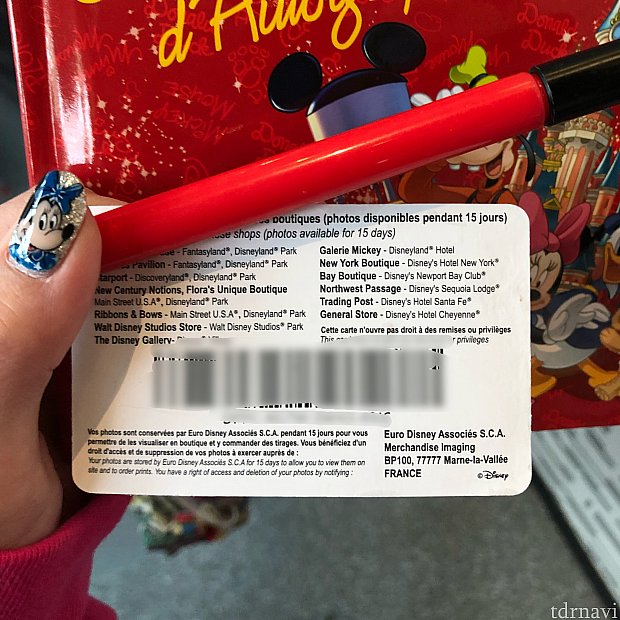 d'Autogra
boutiques (photos disponibles pendant 15 jours)
shops (photos available for 15 days)
- Fantasyland®, Disneyland® Park
Pavilion - Fantasyland®, Disneyland® Park
Starport - Discoveryland®, Disneyland® Park
New Century Notions, Flora's Unique Boutique
Main Street U.S.A®, Disneyland® Park
Ribbons & Bows - Main Street U.S.A®, Disneyland® Park
Walt Disney Studios Store - Walt Disney Studios® Park
The Disney Gallery-
Galerie Mickey - Disneyland® Hotel
New York Boutique - Disney's Hotel New York®
Bay Boutique - Disney's Newport Bay Club®
Northwest Passage - Disney's Sequoia Lodge®
Trading Post - Disney's Hotel Santa Fe®
General Store - Disney's Hotel Cheyenne®
Cette carte n'ouvre pas droit à des remises ou privilèges
This privileges
Vos photos sont conservées par Euro Disney Associés S.C.A. pendant 15 jours pour vous
permettre de les visualiser en boutique et y commander des tirages. Vous bénéficiez d'un
droit d'accès et de suppression de vos photos à exercer auprès de :
Your photos are stored by Euro Disney Associés S.C.A for 15 days to allow you to view them on
site and to order prints. You have a right of access and deletion of your photos by notifying :
Euro Disney Associés S.C.A.
Merchandise Imaging
BP100, 77777 Marne-la-Vallée
FRANCE
© Disney
tdrnavi